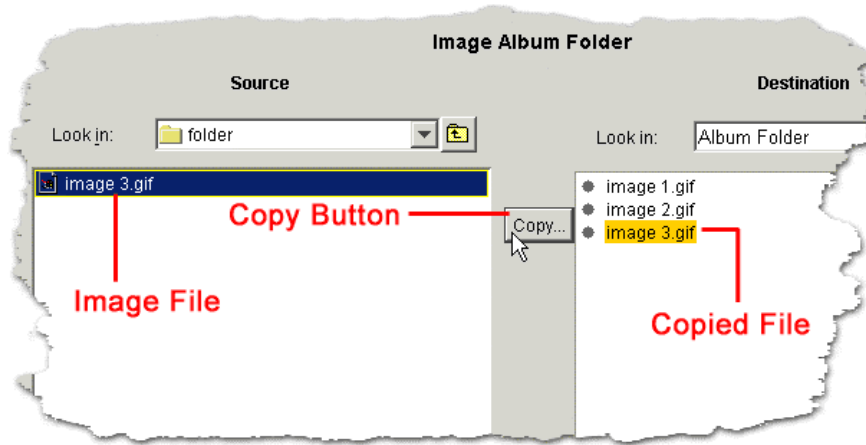 Image Album Folder
Source
Destination
Look in:
folder
Look in:
Album Folder
image 3.gif
image 1.gif
image 2.gif
image 3.gif
Copy Button
Copy...
Image File
Copied File